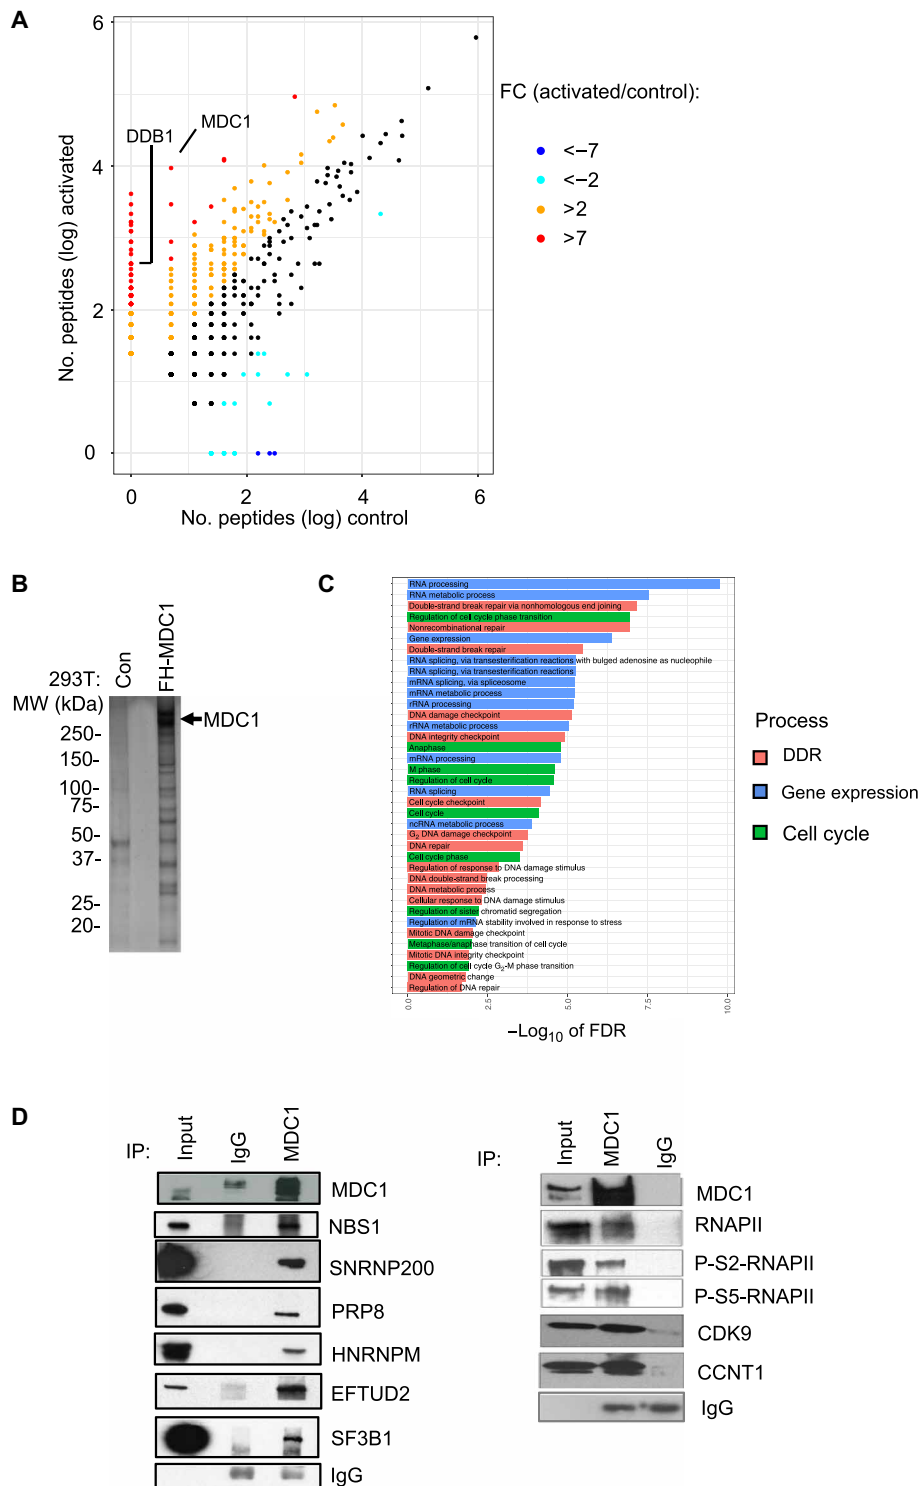 A
6
4
2
0
0
2
4
6
No. peptides (log) activated
No. peptides (log) control
DDB1
MDC1
FC (activated/control):
<−7
<−2
>2
>7
B
293T:
Con
FH-MDC1
MW (kDa)
MDC1
250-
150-
100-
75-
50-
37-
25-
20-
C
RNA processing
RNA metabolic process
Double-strand break repair via nonhomologous end joining
Regulation of cell cycle phase transition
Nonrecombinational repair
Gene expression
Double-strand break repair
RNA splicing, via transesterification reactions with bulged adenosine as nucleophile
RNA splicing, via transesterification reactions
mRNA splicing, via spliceosome
mRNA metabolic process
rRNA processing
DNA damage checkpoint
rRNA metabolic process
DNA integrity checkpoint
Anaphase
mRNA processing
M phase
Regulation of cell cycle
RNA splicing
Cell cycle checkpoint
Cell cycle
ncRNA metabolic process
G2 DNA damage checkpoint
DNA repair
Cell cycle phase
Regulation of response to DNA damage stimulus
DNA double-strand break processing
DNA metabolic process
Cellular response to DNA damage stimulus
Regulation of sister chromatid segregation
Regulation of mRNA stability involved in response to stress
Mitotic DNA damage checkpoint
Metaphase/anaphase transition of cell cycle
Mitotic DNA integrity checkpoint
Regulation of cell cycle G2-M phase transition
DNA geometric change
Regulation of DNA repair
0.0
2.5
5.0
7.5
10.0
−Log10 of FDR
Process
DDR
Gene expression
Cell cycle
D
IP:
Input
IgG
MDC1
MDC1
NBS1
SNRNP200
PRP8
HNRNPM
EFTUD2
SF3B1
IgG
IP:
Input
MDC1
IgG
MDC1
RNAPII
P-S2-RNAPII
P-S5-RNAPII
CDK9
CCNT1
IgG